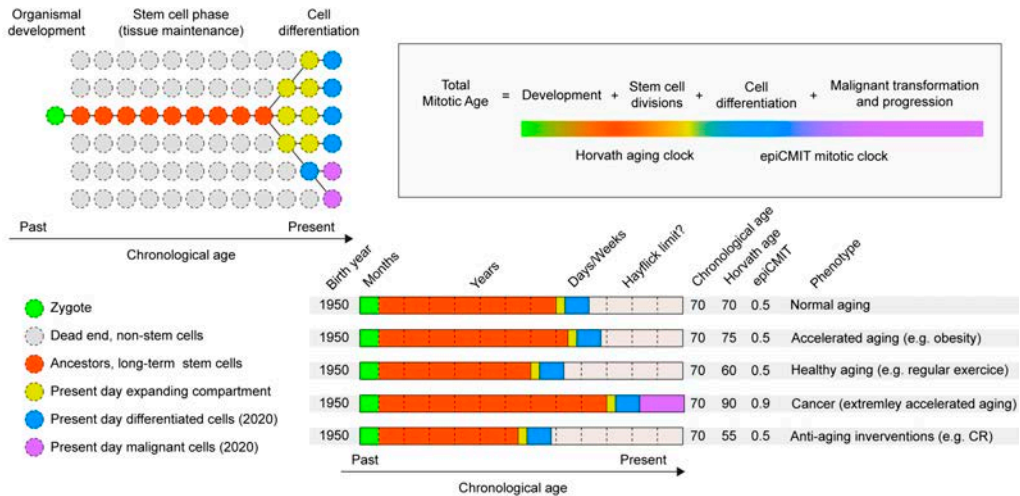 Organismal development
Stem cell phase (tissue maintenance)
Cell differentiation
Past
Present
Chronological age
Total Mitotic Age = Development + Stem cell divisions + Cell differentiation + Malignant transformation and progression
Horvath aging clock
epiCMIT mitotic clock
Zygote
Dead end, non-stem cells
Ancestors, long-term stem cells
Present day expanding compartment
Present day differentiated cells (2020)
Present day malignant cells (2020)
Birth year
Months
Years
Days/Weeks
Hayflick limit?
Chronological age
Horvath age
epiCMIT
Phenotype
1950 70 70 0.5 Normal aging
1950 70 75 0.5 Accelerated aging (e.g. obesity)
1950 70 60 0.5 Healthy aging (e.g. regular exercice)
1950 70 90 0.9 Cancer (extremley accelerated aging)
1950 70 55 0.5 Anti-aging inverventions (e.g. CR)
Past
Present
Chronological age